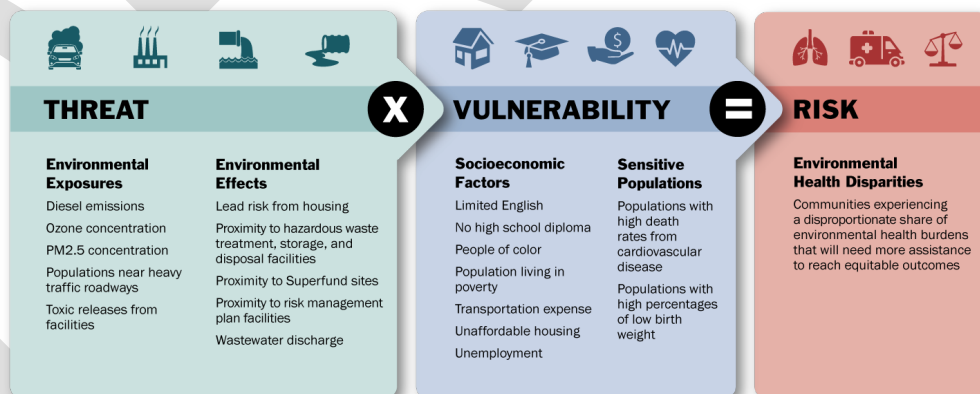 THREAT
X
VULNERABILITY
=
RISK
Environmental
Exposures
Diesel emissions
Ozone concentration
PM2.5 concentration
Populations near heavy
traffic roadways
Toxic releases from
facilities
Environmental
Effects
Lead risk from housing
Proximity to hazardous waste
treatment, storage, and
disposal facilities
Proximity to Superfund sites
Proximity to risk management
plan facilities
Wastewater discharge
Socioeconomic
Factors
Limited English
No high school diploma
People of color
Population living in
poverty
Transportation expense
Unaffordable housing
Unemployment
Sensitive
Populations
Populations with
high death
rates from
cardiovascular
disease
Populations with
high percentages
of low birth
weight
Environmental
Health Disparities
Communities experiencing
a disproportionate share of
environmental health burdens
that will need more assistance
to reach equitable outcomes
$